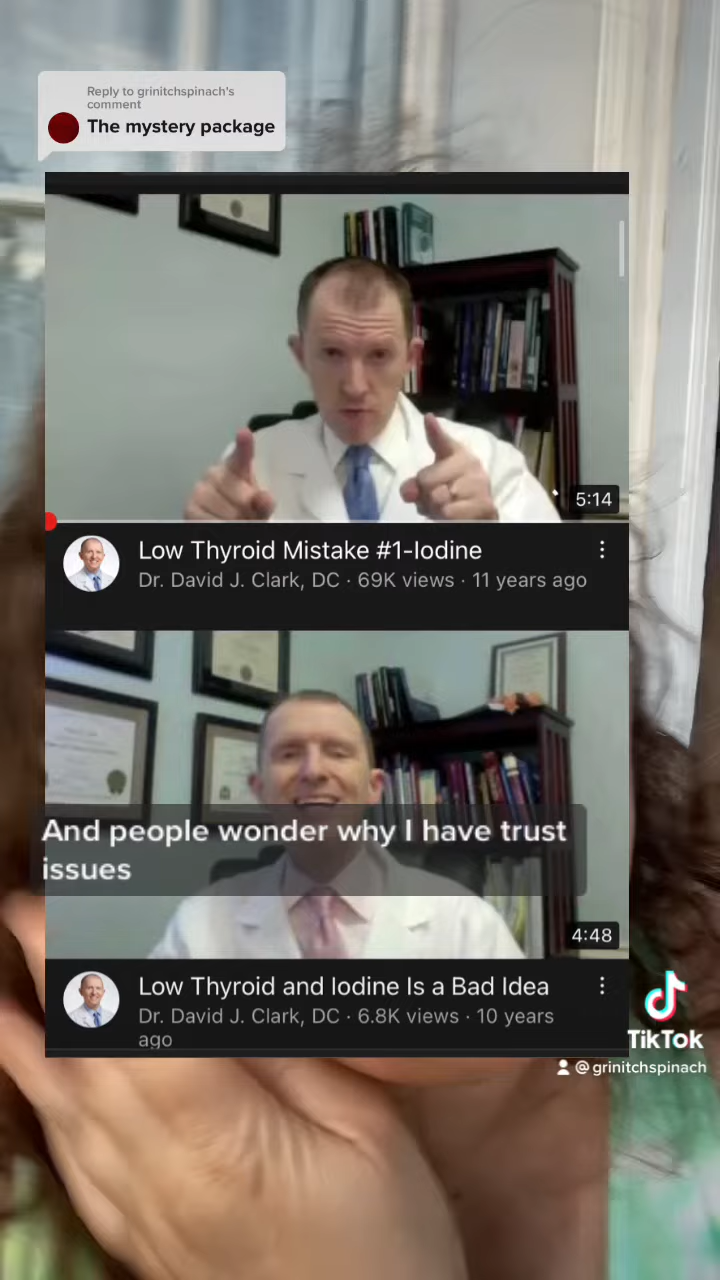 Reply to grinitchspinach's
comment
The mystery package
5:14
Low Thyroid Mistake #1-Iodine
Dr. David J. Clark, DC · 69K views · 11 years ago
And people wonder why I have trust
issues
4:48
Low Thyroid and Iodine Is a Bad Idea
Dr. David J. Clark, DC · 6.8K views · 10 years
ago
TikTok
@grinitchspinach